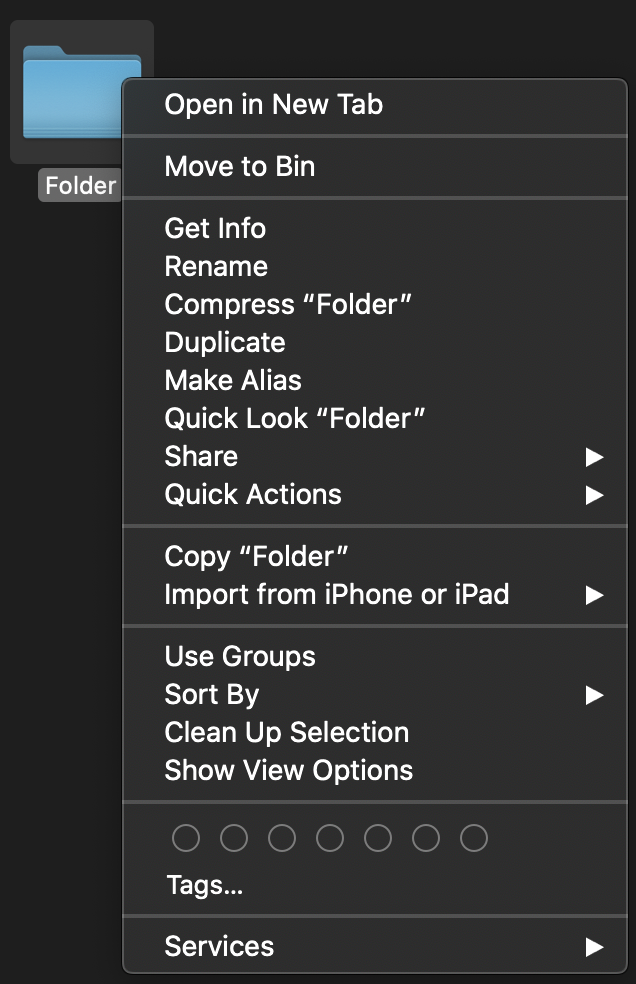 Folder
Open in New Tab
Move to Bin
Get Info
Rename
Compress “Folder”
Duplicate
Make Alias
Quick Look “Folder”
Share
Quick Actions
Copy “Folder”
Import from iPhone or iPad
Use Groups
Sort By
Clean Up Selection
Show View Options
Tags...
Services